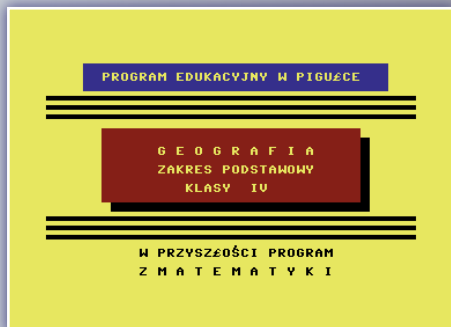 PROGRAM EDUKACYJNY W PIGU£CE
G E O G R A F I A
ZAKRES PODSTAWOWY
KLASY IV
W PRZYSZ£OŚCI PROGRAM
Z M A T E M A T Y K I